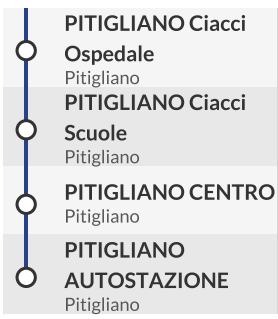 PITIGLIANO Ciacci
Ospedale
Pitigliano
PITIGLIANO Ciacci
Scuole
Pitigliano
PITIGLIANO CENTRO
Pitigliano
PITIGLIANO
AUTOSTAZIONE
Pitigliano